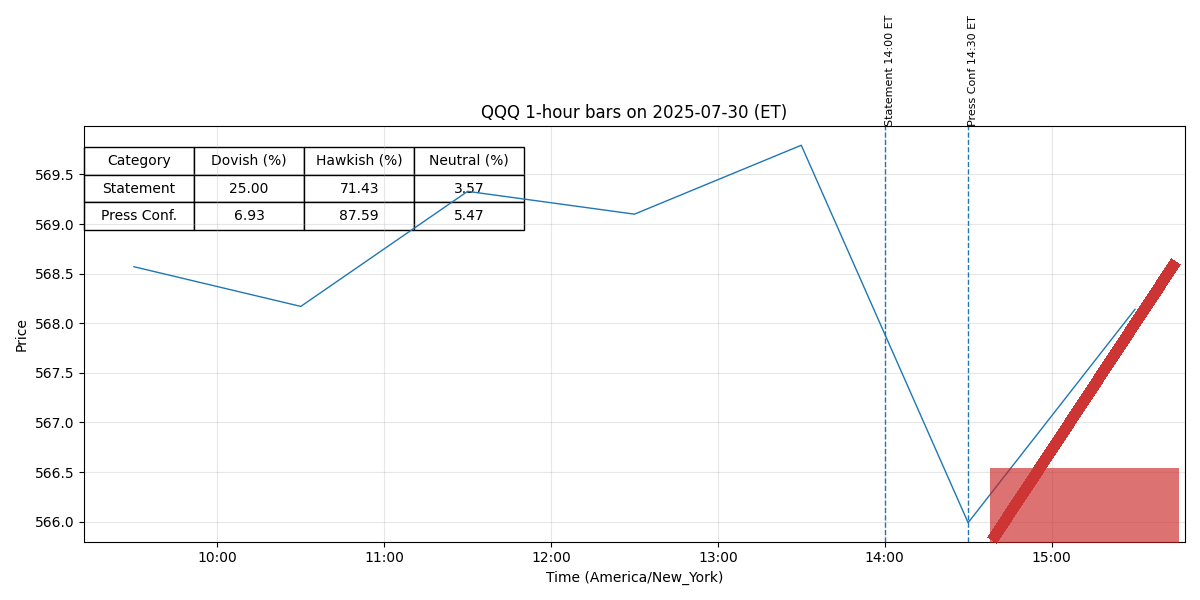 Statement 14:00 ET
Press Conf 14:30 ET
QQQ 1-hour bars on 2025-07-30 (ET)
Category Dovish (%) Hawkish (%) Neutral (%)
Statement 25.00 71.43 3.57
Press Conf. 6.93 87.59 5.47
Price
569.5
569.0
568.5
568.0
567.5
567.0
566.5
566.0
10:00 11:00 12:00 13:00 14:00 15:00
Time (America/New_York)